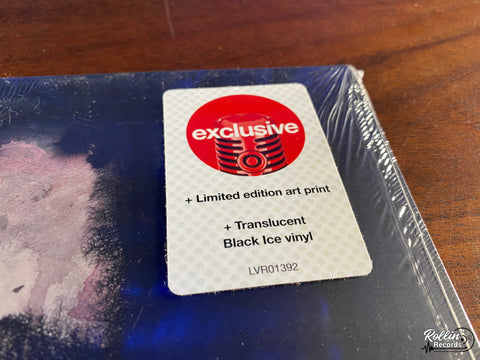 exclusive
+ Limited edition art print
+ Translucent
Black Ice vinyl
LVR01392
Rollin'
Records